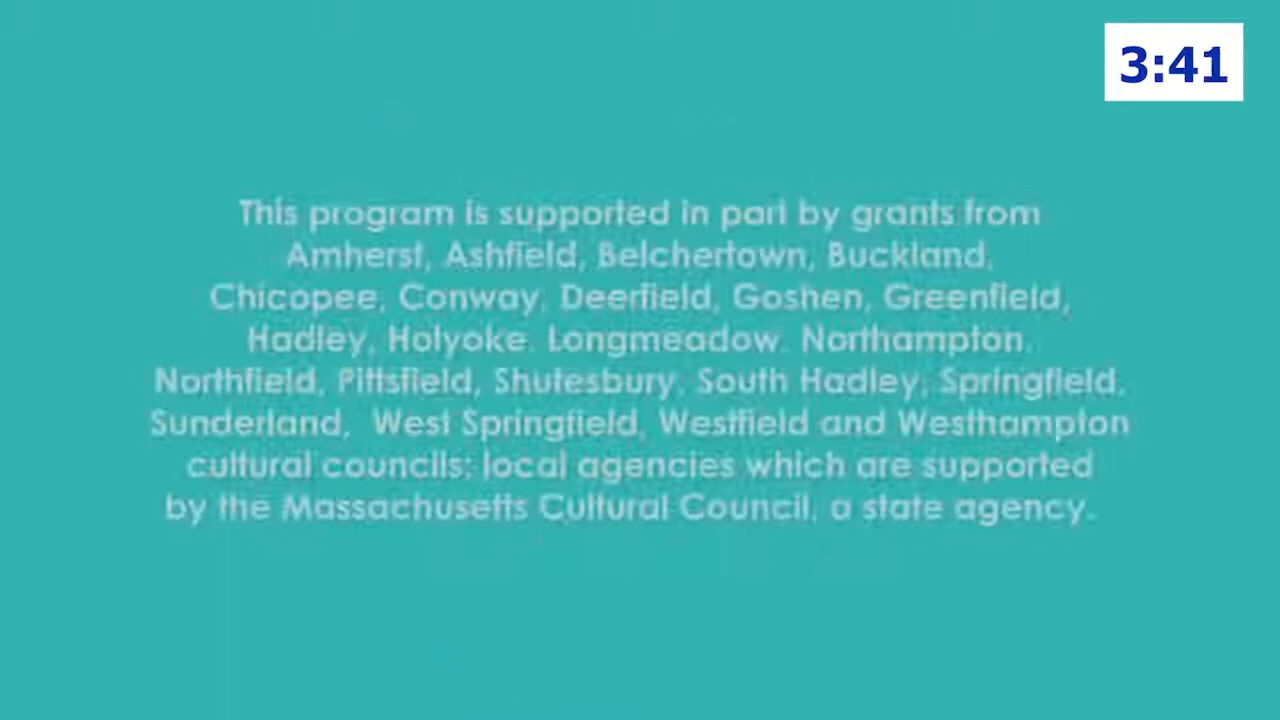 3:41
This program is supported in part by grants from
Amherst, Ashfield, Belchertown, Buckland,
Chicopee, Conway, Deerfield, Goshen, Greenfield,
Hadley, Holyoke, Longmeadow, Northampton,
Northfield, Pittsfield, Shutesbury, South Hadley, Springfield,
Sunderland, West Springfield, Westfield and Westhampton
cultural councils; local agencies which are supported
by the Massachusetts Cultural Council, a state agency.